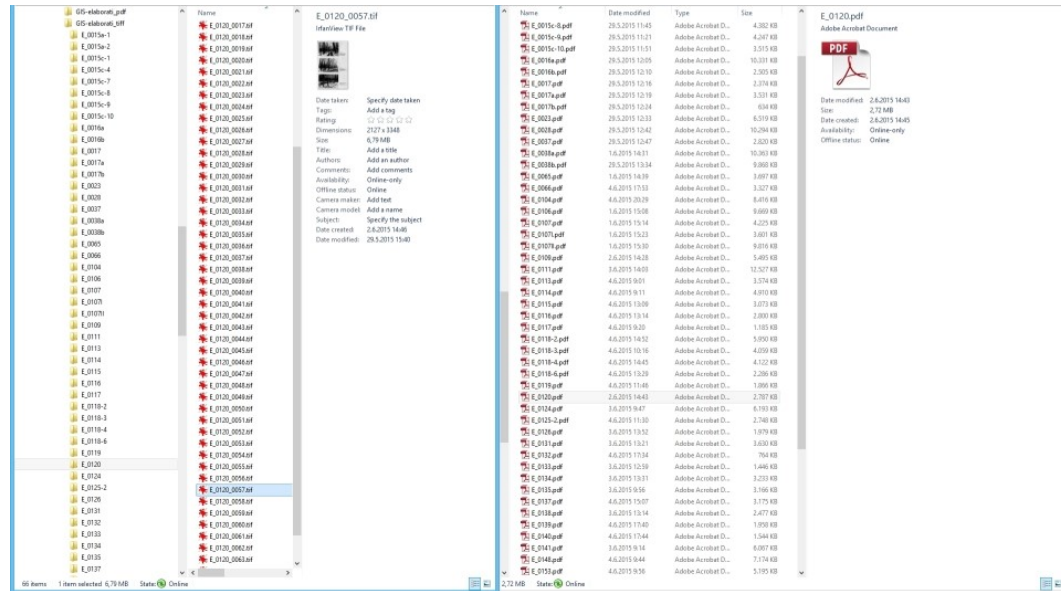 GIS-elaborati_pdf
GIS-elaborati_tiff
E_0015a-1
E_0015a-2
E_0015c-1
E_0015c-4
E_0015c-7
E_0015c-8
E_0015c-9
E_0015c-10
E_0016a
E_0016b
E_0017
E_0017a
E_0017b
E_0023
E_0028
E_0037
E_0038a
E_0038b
E_0065
E_0066
E_0104
E_0106
E_0107
E_0107I
E_0107II
E_0109
E_0111
E_0113
E_0114
E_0115
E_0116
E_0117
E_0118-2
E_0118-3
E_0118-4
E_0118-6
E_0119
E_0120
E_0124
E_0125-2
E_0126
E_0131
E_0132
E_0133
E_0134
E_0135
E_0137
Name
E_0120_0017.tif
E_0120_0018.tif
E_0120_0019.tif
E_0120_0020.tif
E_0120_0021.tif
E_0120_0022.tif
E_0120_0023.tif
E_0120_0024.tif
E_0120_0025.tif
E_0120_0026.tif
E_0120_0027.tif
E_0120_0028.tif
E_0120_0029.tif
E_0120_0030.tif
E_0120_0031.tif
E_0120_0032.tif
E_0120_0033.tif
E_0120_0034.tif
E_0120_0035.tif
E_0120_0036.tif
E_0120_0037.tif
E_0120_0038.tif
E_0120_0039.tif
E_0120_0040.tif
E_0120_0041.tif
E_0120_0042.tif
E_0120_0043.tif
E_0120_0044.tif
E_0120_0045.tif
E_0120_0046.tif
E_0120_0047.tif
E_0120_0048.tif
E_0120_0050.tif
E_0120_0051.tif
E_0120_0052.tif
E_0120_0053.tif
E_0120_0054.tif
E_0120_0055.tif
E_0120_0056.tif
E_0120_0057.tif
E_0120_0058.tif
E_0120_0059.tif
E_0120_0060.tif
E_0120_0061.tif
E_0120_0062.tif
E_0120_0063.tif
E_0120_0057.tif
IrfanView TIF File
Date taken: Specify date taken
Tags: Add a tag
Rating:
Dimensions: 2127 x 3348
Size: 6,79 MB
Title: Add a title
Authors: Add an author
Comments: Add comments
Availability: Online-only
Offline status: Online
Camera maker: Add text
Camera model: Add a name
Subject: Specify the subject
Date created: 2.6.2015 14:46
Date modified: 29.5.2015 15:40
66 items 1 item selected 6,79 MB State: Online
Name Date modified Type Size
E_0015c-8.pdf 29.5.2015 11:45 Adobe Acrobat D... 4.382 KB
E_0015c-9.pdf 29.5.2015 11:21 Adobe Acrobat D... 4.247 KB
E_0015c-10.pdf 29.5.2015 11:51 Adobe Acrobat D... 3.515 KB
E_0016a.pdf 29.5.2015 12:05 Adobe Acrobat D... 10.331 KB
E_0016b.pdf 29.5.2015 12:10 Adobe Acrobat D... 2.505 KB
E_0017.pdf 29.5.2015 12:16 Adobe Acrobat D... 2.374 KB
E_0017a.pdf 29.5.2015 12:19 Adobe Acrobat D... 3.531 KB
E_0017b.pdf 29.5.2015 12:24 Adobe Acrobat D... 634 KB
E_0023.pdf 29.5.2015 12:33 Adobe Acrobat D... 6.519 KB
E_0028.pdf 29.5.2015 12:42 Adobe Acrobat D... 10.294 KB
E_0037.pdf 29.5.2015 12:47 Adobe Acrobat D... 2.820 KB
E_0038a.pdf 1.6.2015 14:31 Adobe Acrobat D... 10.363 KB
E_0038b.pdf 29.5.2015 13:34 Adobe Acrobat D... 9.868 KB
E_0065.pdf 1.6.2015 14:39 Adobe Acrobat D... 3.697 KB
E_0066.pdf 4.6.2015 17:53 Adobe Acrobat D... 3.327 KB
E_0104.pdf 4.6.2015 20:29 Adobe Acrobat D... 8.416 KB
E_0106.pdf 1.6.2015 15:08 Adobe Acrobat D... 9.669 KB
E_0107.pdf 1.6.2015 15:14 Adobe Acrobat D... 4.225 KB
E_0107I.pdf 1.6.2015 15:23 Adobe Acrobat D... 3.601 KB
E_0107II.pdf 1.6.2015 15:30 Adobe Acrobat D... 9.816 KB
E_0109.pdf 2.6.2015 14:28 Adobe Acrobat D... 5.495 KB
E_0111.pdf 3.6.2015 14:03 Adobe Acrobat D... 12.527 KB
E_0113.pdf 4.6.2015 9:01 Adobe Acrobat D... 3.574 KB
E_0114.pdf 4.6.2015 9:11 Adobe Acrobat D... 4.910 KB
E_0115.pdf 4.6.2015 13:09 Adobe Acrobat D... 3.073 KB
E_0116.pdf 4.6.2015 13:14 Adobe Acrobat D... 2.800 KB
E_0117.pdf 4.6.2015 9:20 Adobe Acrobat D... 1.185 KB
E_0118-2.pdf 4.6.2015 14:52 Adobe Acrobat D... 5.950 KB
E_0118-3.pdf 4.6.2015 10:16 Adobe Acrobat D... 4.059 KB
E_0118-4.pdf 4.6.2015 14:45 Adobe Acrobat D... 4.122 KB
E_0118-6.pdf 4.6.2015 13:29 Adobe Acrobat D... 2.286 KB
E_0119.pdf 4.6.2015 11:46 Adobe Acrobat D... 1.866 KB
E_0120.pdf 2.6.2015 14:43 Adobe Acrobat D... 2.787 KB
E_0124.pdf 3.6.2015 9:47 Adobe Acrobat D... 6.193 KB
E_0125-2.pdf 4.6.2015 11:30 Adobe Acrobat D... 2.748 KB
E_0126.pdf 3.6.2015 13:52 Adobe Acrobat D... 1.979 KB
E_0131.pdf 3.6.2015 13:21 Adobe Acrobat D... 3.630 KB
E_0132.pdf 4.6.2015 17:34 Adobe Acrobat D... 764 KB
E_0133.pdf 3.6.2015 12:59 Adobe Acrobat D... 1.446 KB
E_0134.pdf 3.6.2015 13:31 Adobe Acrobat D... 3.233 KB
E_0135.pdf 3.6.2015 9:56 Adobe Acrobat D... 3.166 KB
E_0137.pdf 4.6.2015 15:07 Adobe Acrobat D... 3.175 KB
E_0138.pdf 3.6.2015 13:14 Adobe Acrobat D... 2.477 KB
E_0139.pdf 4.6.2015 17:40 Adobe Acrobat D... 1.950 KB
E_0140.pdf 4.6.2015 17:44 Adobe Acrobat D... 1.544 KB
E_0141.pdf 3.6.2015 9:14 Adobe Acrobat D... 6.067 KB
E_0148.pdf 4.6.2015 9:44 Adobe Acrobat D... 7.174 KB
E_0153.pdf 4.6.2015 9:56 Adobe Acrobat D... 5.195 KB
E_0120.pdf
Adobe Acrobat Document
PDF
Date modified: 2.6.2015 14:43
Size: 2,72 MB
Date created: 2.6.2015 14:45
Availability: Online-only
Offline status: Online
2,72 MB State: Online